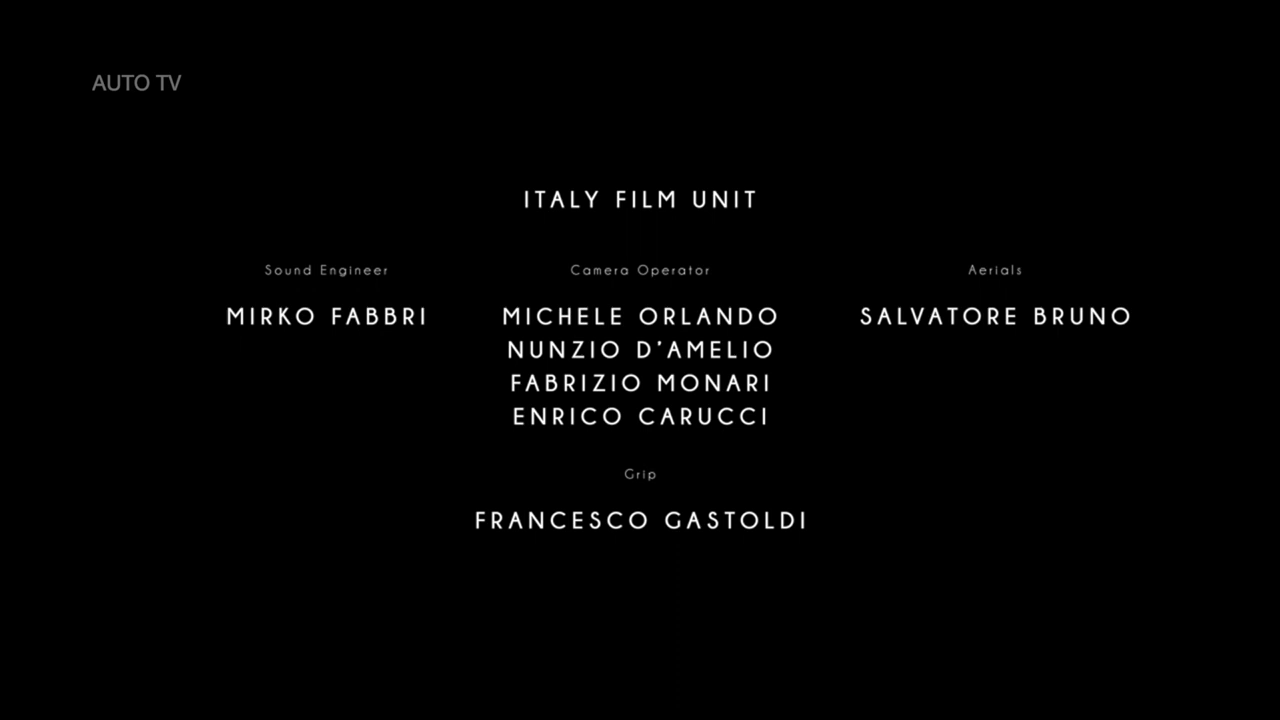 AUTO TV
ITALY FILM UNIT
Sound Engineer
MIRKO FABBRI
Camera Operator
MICHELE ORLANDO
NUNZIO D'AMELIO
FABRIZIO MONARI
ENRICO CARUCCI
Aerials
SALVATORE BRUNO
Grip
FRANCESCO GASTOLDI